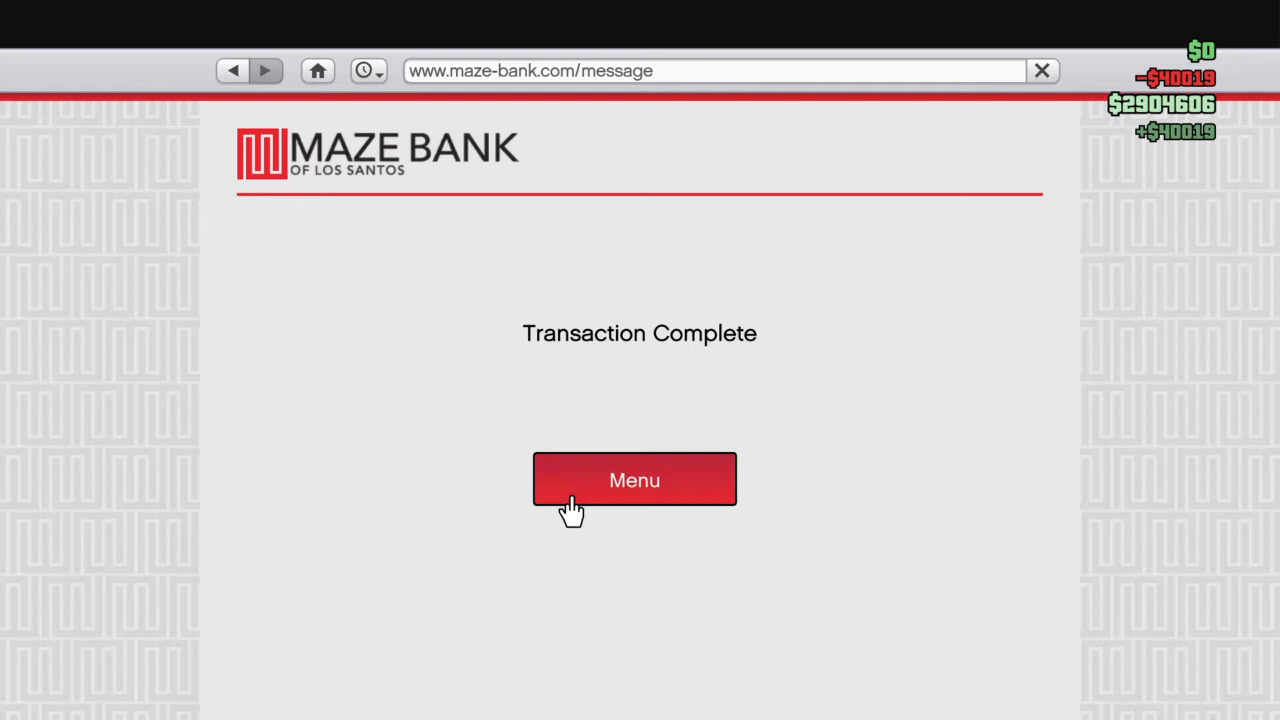 www.maze-bank.com/message
$0
-$40019
$2904606
+$40019
MAZE BANK
OF LOS SANTOS
Transaction Complete
Menu